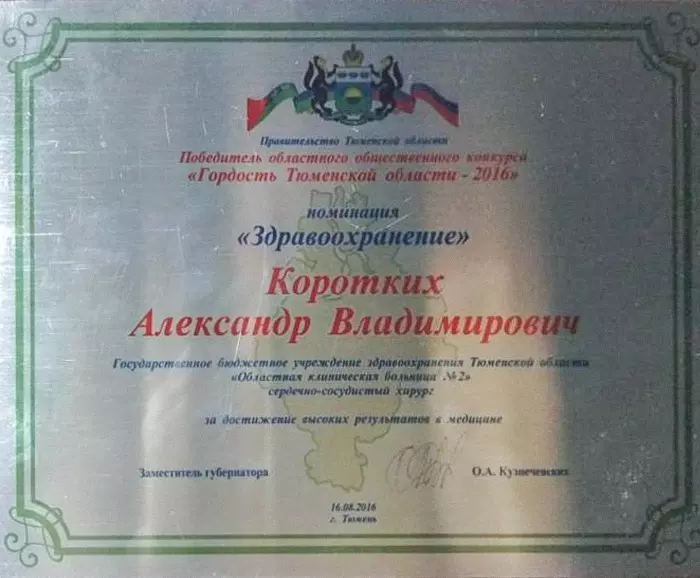 Правительство Тюменской области
Победитель областного общественного конкурса
«Гордость Тюменской области - 2016»
номинация
«Здравоохранение»
Коротких
Александр Владимирович
Государственное бюджетное учреждение здравоохранения Тюменской области
«Областная клиническая больница №2»
сердечно-сосудистый хирург
за достижение высоких результатов в медицине
Заместитель губернатора О.А. Кузнечевских
16.08.2016
г. Тюмень